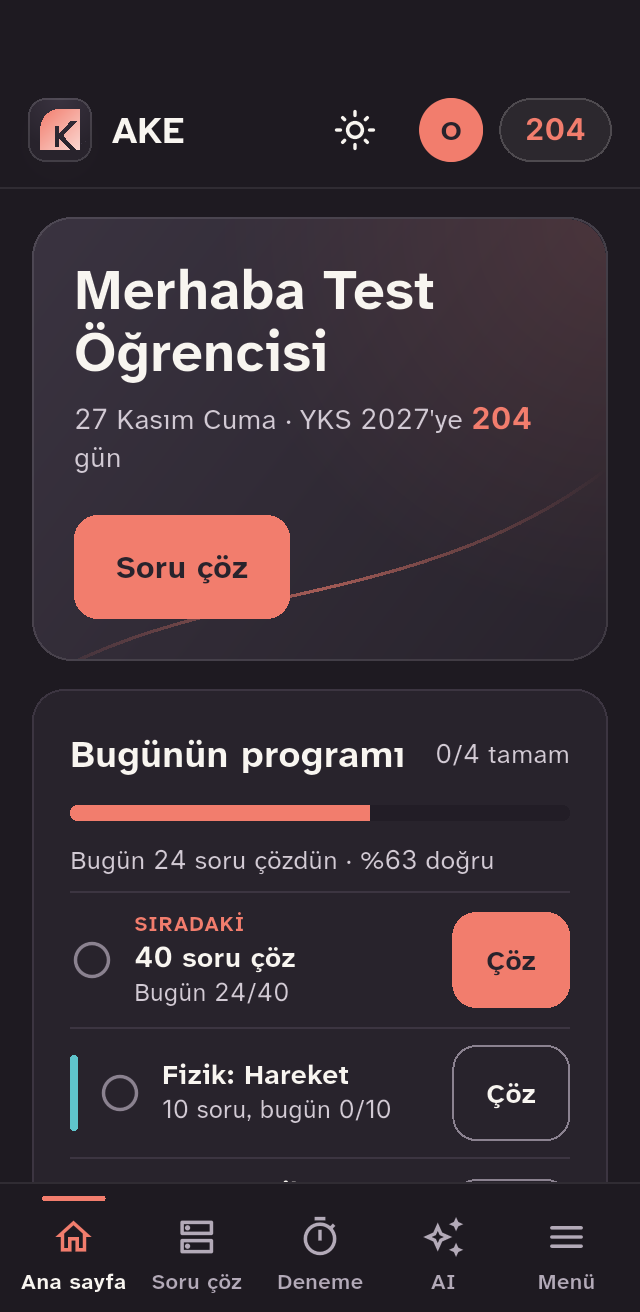 K
AKE
O
204
Merhaba Test
Öğrencisi
27 Kasım Cuma · YKS 2027'ye 204
gün
Soru çöz
Bugünün programı
0/4 tamam
Bugün 24 soru çözdün · %63 doğru
SIRADAKİ
40 soru çöz
Bugün 24/40
Çöz
Fizik: Hareket
10 soru, bugün 0/10
Çöz
Ana sayfa
Soru çöz
Deneme
AI
Menü